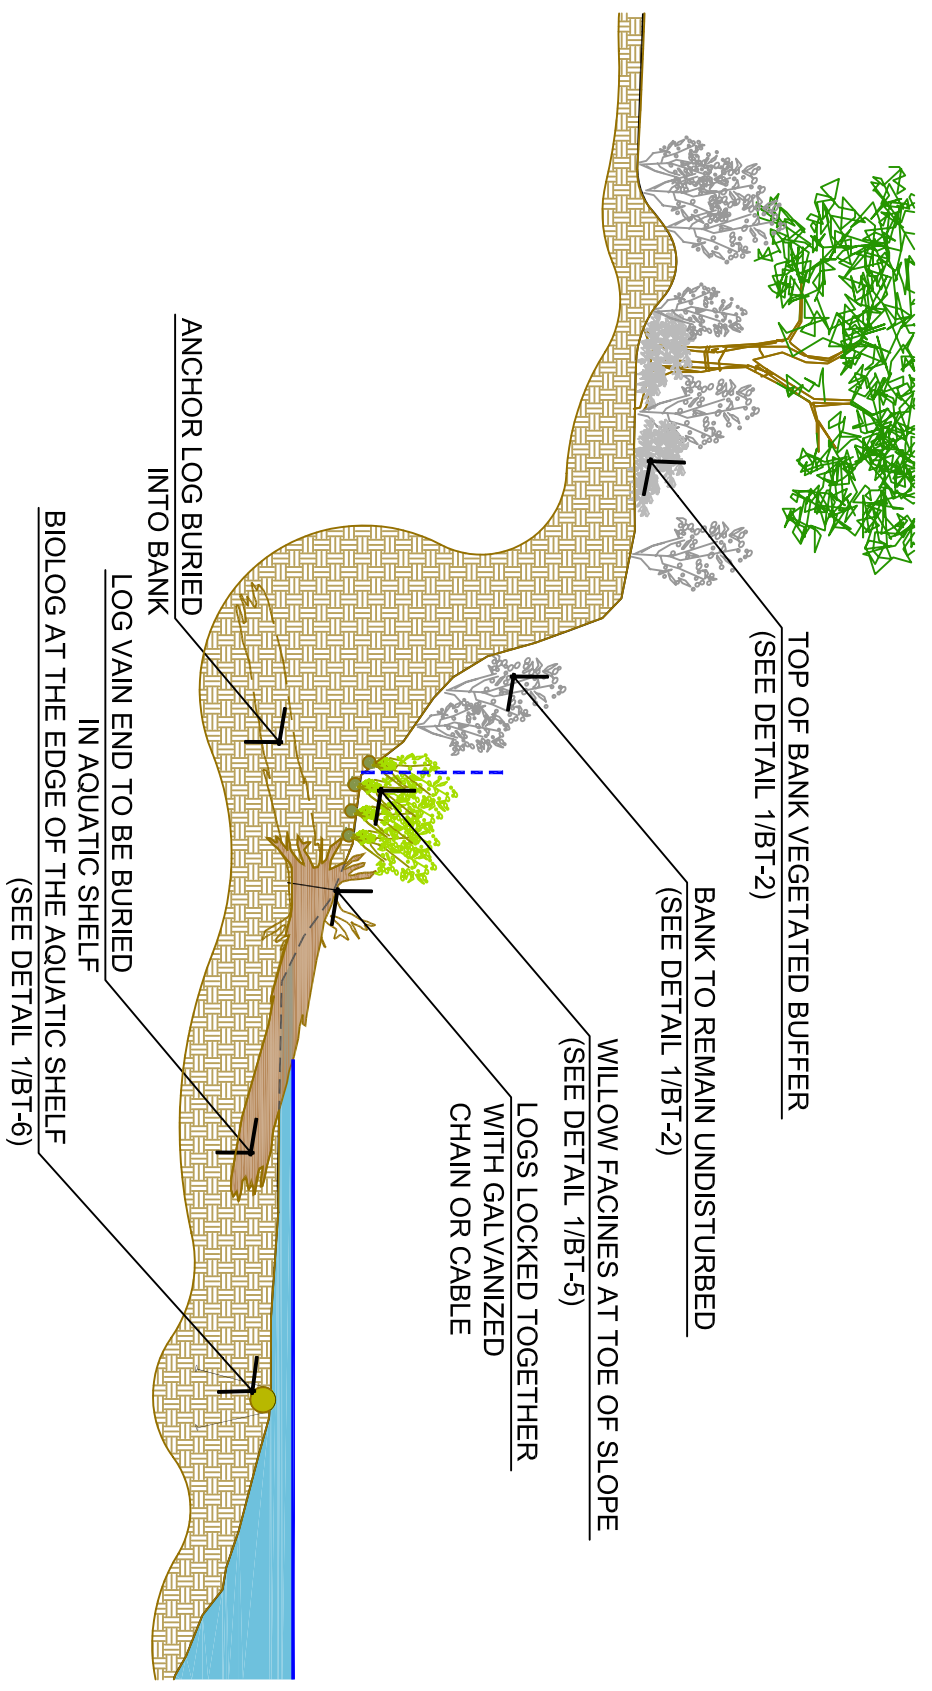 TOP OF BANK VEGETATED BUFFER
(SEE DETAIL 1/BT-2)
BANK TO REMAIN UNDISTURBED
(SEE DETAIL 1/BT-2)
WILLOW FACINES AT TOE OF SLOPE
(SEE DETAIL 1/BT-5)
LOGS LOCKED TOGETHER
WITH GALVANIZED
CHAIN OR CABLE
ANCHOR LOG BURIED
INTO BANK
LOG VAIN END TO BE BURIED
IN AQUATIC SHELF
BIOLOG AT THE EDGE OF THE AQUATIC SHELF
(SEE DETAIL 1/BT-6)